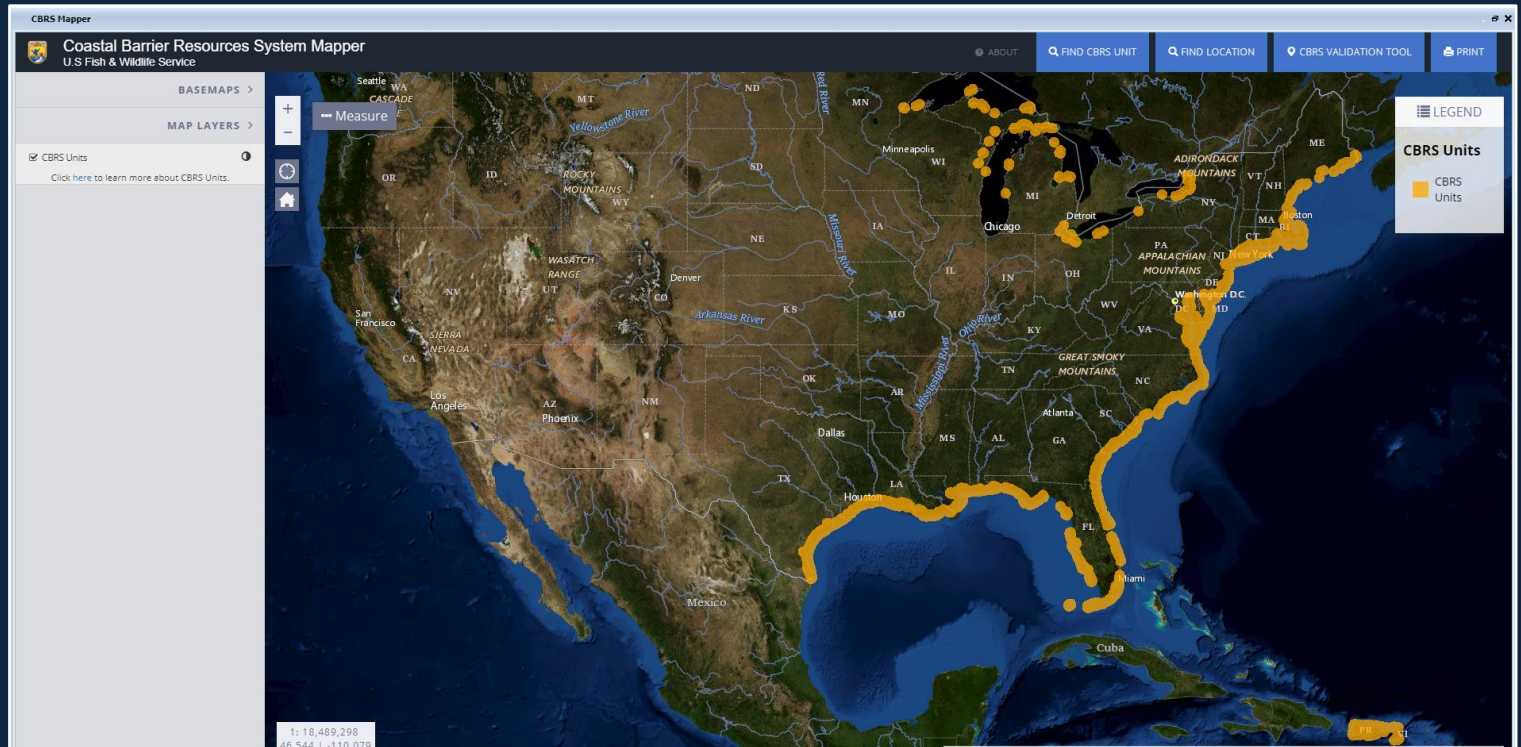 CBRS Mapper
Coastal Barrier Resources System Mapper
U.S Fish & Wildlife Service
ABOUT
FIND CBRS UNIT
FIND LOCATION
CBRS VALIDATION TOOL
PRINT
BASEMAPS >
MAP LAYERS >
CBRS Units
Click here to learn more about CBRS Units.
+
−
Measure
LEGEND
CBRS Units
CBRS
Units
Seattle
WA
CASCADE
MT
ND
Red River
MN
ME
Yellowstone River
Minneapolis
WI
ADIRONDACK
MOUNTAINS
VT
NH
OR
ID
ROCKY
MOUNTAINS
WY
SD
MI
NY
MA
Boston
RI
CT
Detroit
Chicago
IA
NE
Missouri River
PA
APPALACHIAN
MOUNTAINS
NJ
New York
WASATCH
RANGE
UT
Denver
CO
IL
IN
OH
DE
Washington D.C.
DC
MD
NV
San
Francisco
SIERRA
NEVADA
CA
Arkansas River
KS
MO
Ohio River
WV
KY
VA
GREAT SMOKY
MOUNTAINS
TN
NC
Los
Angeles
AZ
Phoenix
NM
OK
AR
Mississippi River
Atlanta
SC
Dallas
MS
AL
GA
TX
LA
Houston
FL
Miami
Mexico
Cuba
PR
VI
1: 18,489,298
46.544 | -110.079